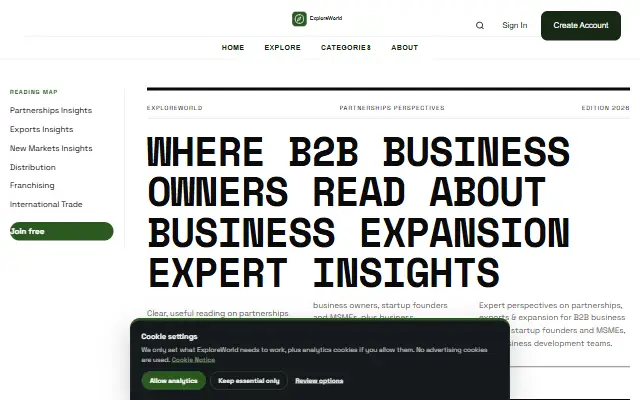 ExploreWorld
Sign In
Create Account
HOME
EXPLORE
CATEGORIES
ABOUT
READING MAP
Partnerships Insights
Exports Insights
New Markets Insights
Distribution
Franchising
International Trade
Join free
EXPLOREWORLD
PARTNERSHIPS PERSPECTIVES
EDITION 2026
WHERE B2B BUSINESS
OWNERS READ ABOUT
BUSINESS EXPANSION
EXPERT INSIGHTS
Clear, useful reading on partnerships
business owners, startup founders
and MSMEs, plus business
Expert perspectives on partnerships,
exports & expansion for B2B business
startup founders and MSMEs,
business development teams.
Cookie settings
We only set what ExploreWorld needs to work, plus analytics cookies if you allow them. No advertising cookies
are used. Cookie Notice
Allow analytics
Keep essential only
Review options